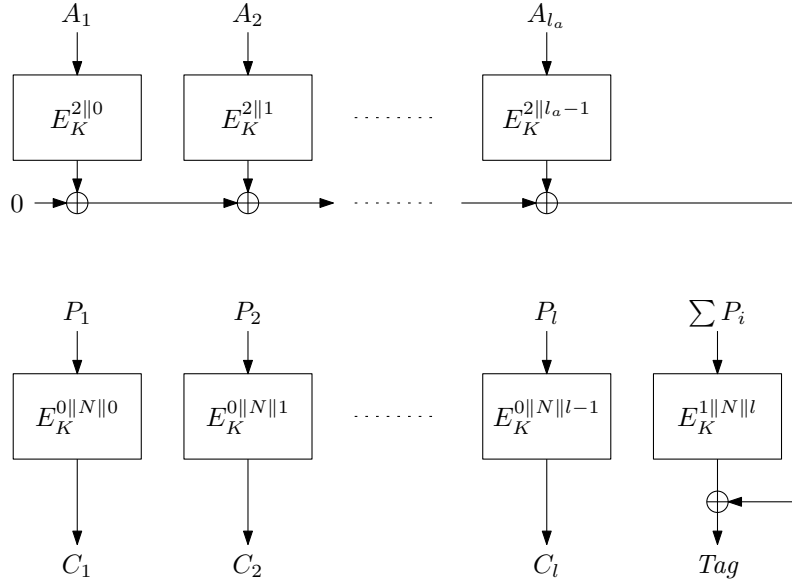 A_1 A_2 A_{l_a}
E_K^{2‖0} E_K^{2‖1} ........ E_K^{2‖l_a−1}
0 ........
P_1 P_2 P_l ∑ P_i
E_K^{0‖N‖0} E_K^{0‖N‖1} ........ E_K^{0‖N‖l−1} E_K^{1‖N‖l}
C_1 C_2 C_l Tag